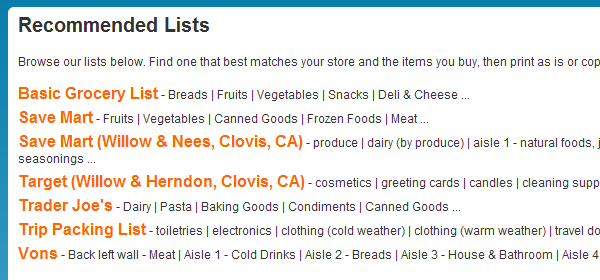 Recommended Lists
Browse our lists below. Find one that best matches your store and the items you buy, then print as is or cop
Basic Grocery List - Breads | Fruits | Vegetables | Snacks | Deli & Cheese ...
Save Mart - Fruits | Vegetables | Canned Goods | Frozen Foods | Meat ...
Save Mart (Willow & Nees, Clovis, CA) - produce | dairy (by produce) | aisle 1 - natural foods, j
seasonings ...
Target (Willow & Herndon, Clovis, CA) - cosmetics | greeting cards | candles | cleaning supp
Trader Joe's - Dairy | Pasta | Baking Goods | Condiments | Canned Goods ...
Trip Packing List - toiletries | electronics | clothing (cold weather) | clothing (warm weather) | travel do
Vons - Back left wall - Meat | Aisle 1 - Cold Drinks | Aisle 2 - Breads | Aisle 3 - House & Bathroom | Aisle 4